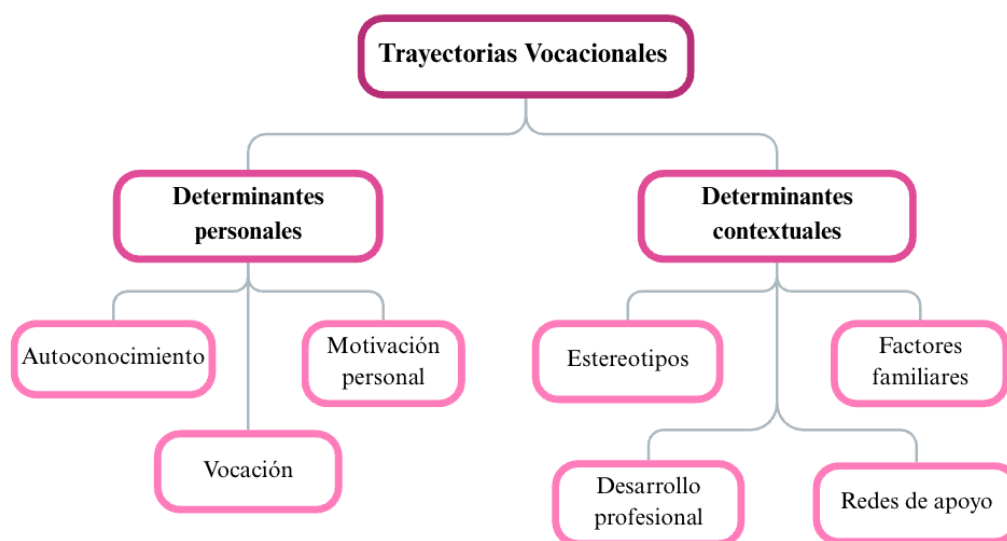 Trayectorias Vocacionales
Determinantes
personales
Determinantes
contextuales
Autoconocimiento
Motivación
personal
Estereotipos
Factores
familiares
Vocación
Desarrollo
profesional
Redes de apoyo